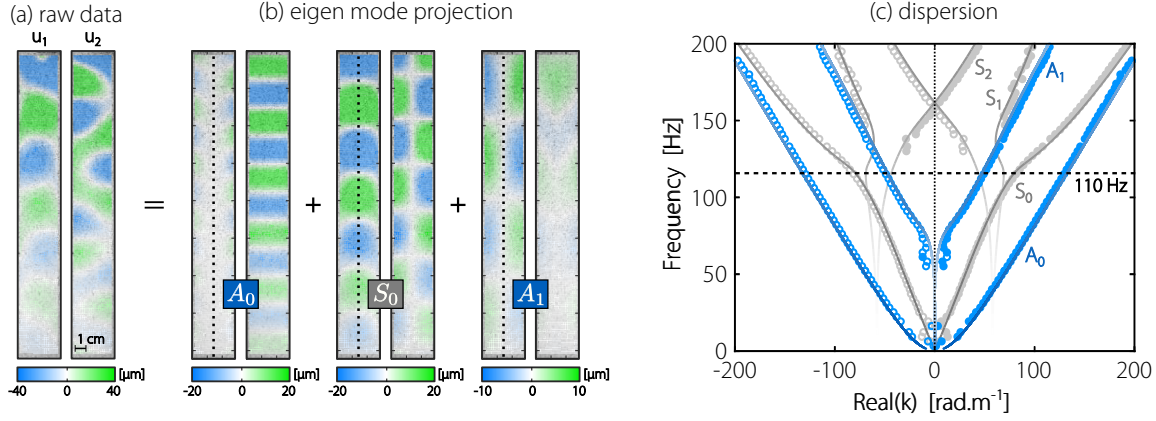 (a) raw data
u1 u2
1 cm
-40 0 40 [μm]
(b) eigen mode projection
=
A0
-20 0 20 [μm]
+
S0
-20 0 20 [μm]
+
A1
-10 0 10 [μm]
(c) dispersion
Frequency [Hz]
200
150
100
50
0
S2
S1
A1
S0
110 Hz
A0
-200 -100 0 100 200
Real(k) [rad.m⁻¹]